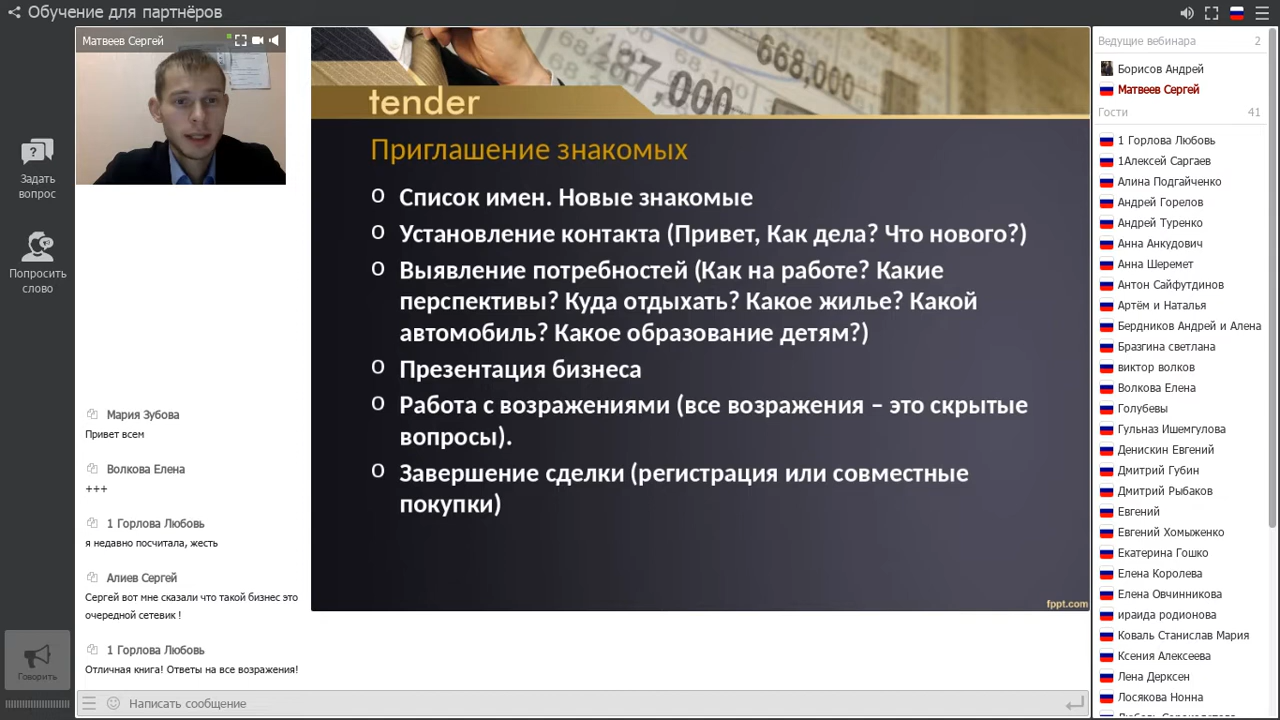 Обучение для партнёров
Матвеев Сергей
Задать
вопрос
Попросить
слово
Говорить
668,0
87,000
tender
Приглашение знакомых
Список имен. Новые знакомые
Установление контакта (Привет, Как дела? Что нового?)
Выявление потребностей (Как на работе? Какие
перспективы? Куда отдыхать? Какое жилье? Какой
автомобиль? Какое образование детям?)
Презентация бизнеса
Работа с возражениями (все возражения – это скрытые
вопросы).
Завершение сделки (регистрация или совместные
покупки)
fppt.com
Мария Зубова
Привет всем
Волкова Елена
+++
1 Горлова Любовь
я недавно посчитала, жесть
Алиев Сергей
Сергей вот мне сказали что такой бизнес это
очередной сетевик !
1 Горлова Любовь
Отличная книга! Ответы на все возражения!
Написать сообщение
Ведущие вебинара 2
Борисов Андрей
Матвеев Сергей
Гости 41
1 Горлова Любовь
1Алексей Саргаев
Алина Подгайченко
Андрей Горелов
Андрей Туренко
Анна Анкудович
Анна Шеремет
Антон Сайфутдинов
Артём и Наталья
Бердников Андрей и Алена
Бразгина светлана
виктор волков
Волкова Елена
Голубевы
Гульназ Ишемгулова
Денискин Евгений
Дмитрий Губин
Дмитрий Рыбаков
Евгений
Евгений Хомыженко
Екатерина Гошко
Елена Королева
Елена Овчинникова
ираида родионова
Коваль Станислав Мария
Ксения Алексеева
Лена Дерксен
Лосякова Нонна